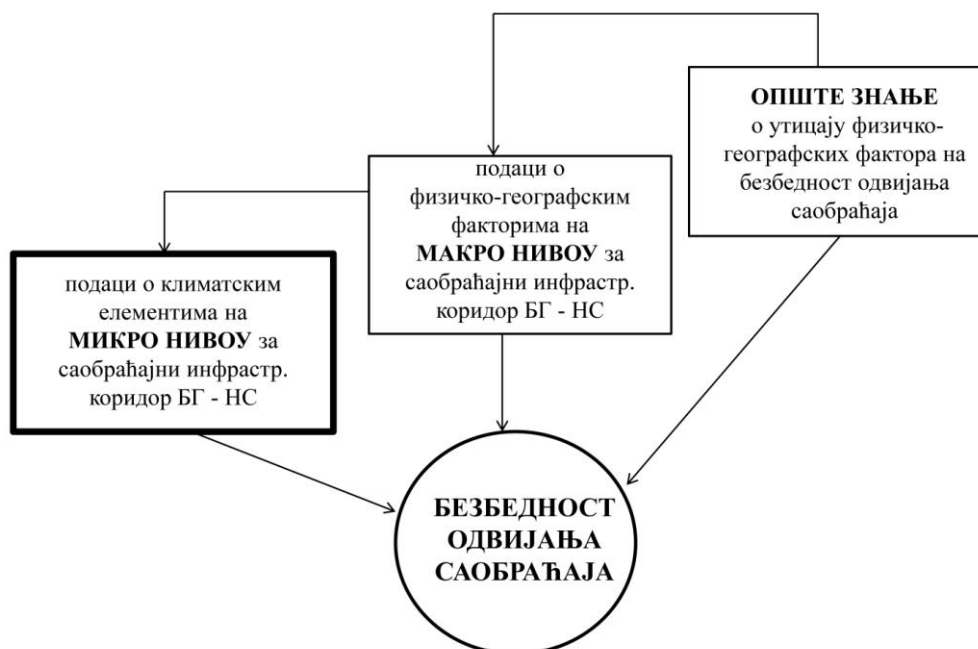 ОПШТЕ ЗНАЊЕ
о утицају физичко-
географских фактора на
безбедност одвијања
саобраћаја
подаци о
физичко-географским
факторима на
МАКРО НИВОУ за
саобраћајни инфрастр.
коридор БГ - НС
подаци о климатским
елементима на
МИКРО НИВОУ за
саобраћајни инфрастр.
коридор БГ - НС
БЕЗБЕДНОСТ
ОДВИЈАЊА
САОБРАЋАЈА